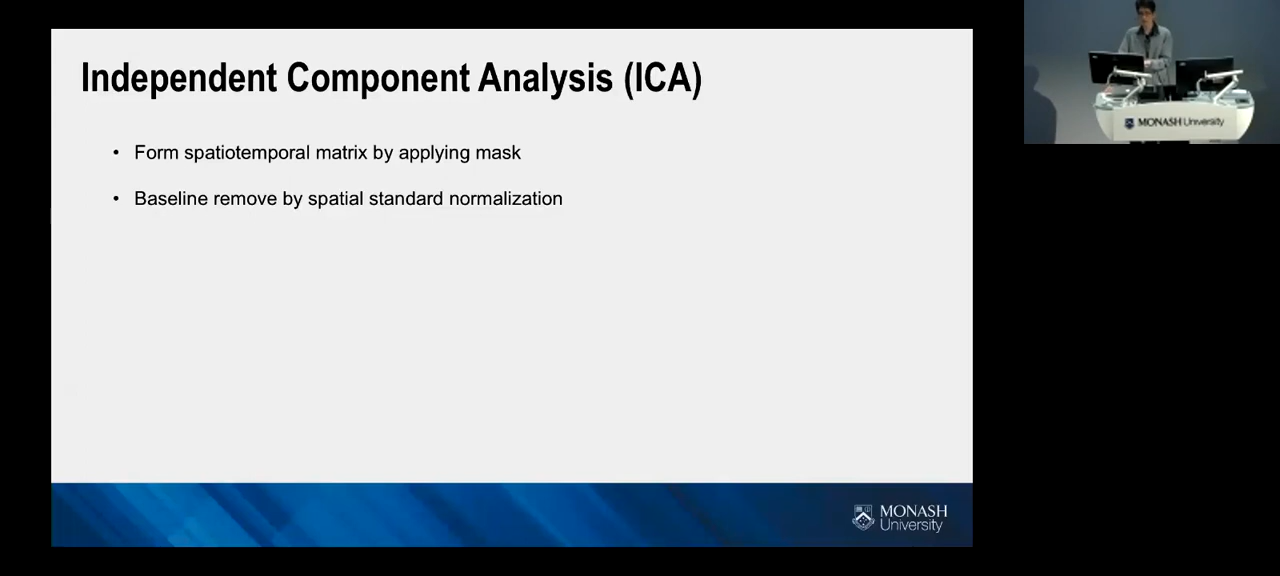 Independent Component Analysis (ICA)
• Form spatiotemporal matrix by applying mask
• Baseline remove by spatial standard normalization
MONASH
University
MONASH University